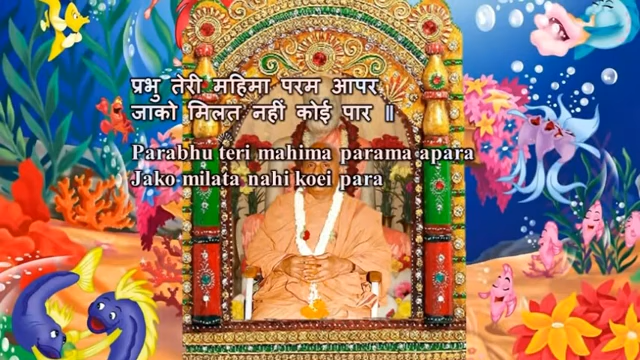 प्रभु तेरी महिमा परम आपर,
जाको मिलत नहीं कोई पार ॥
Parabhu teri mahima parama apara
Jako milata nahi koei para